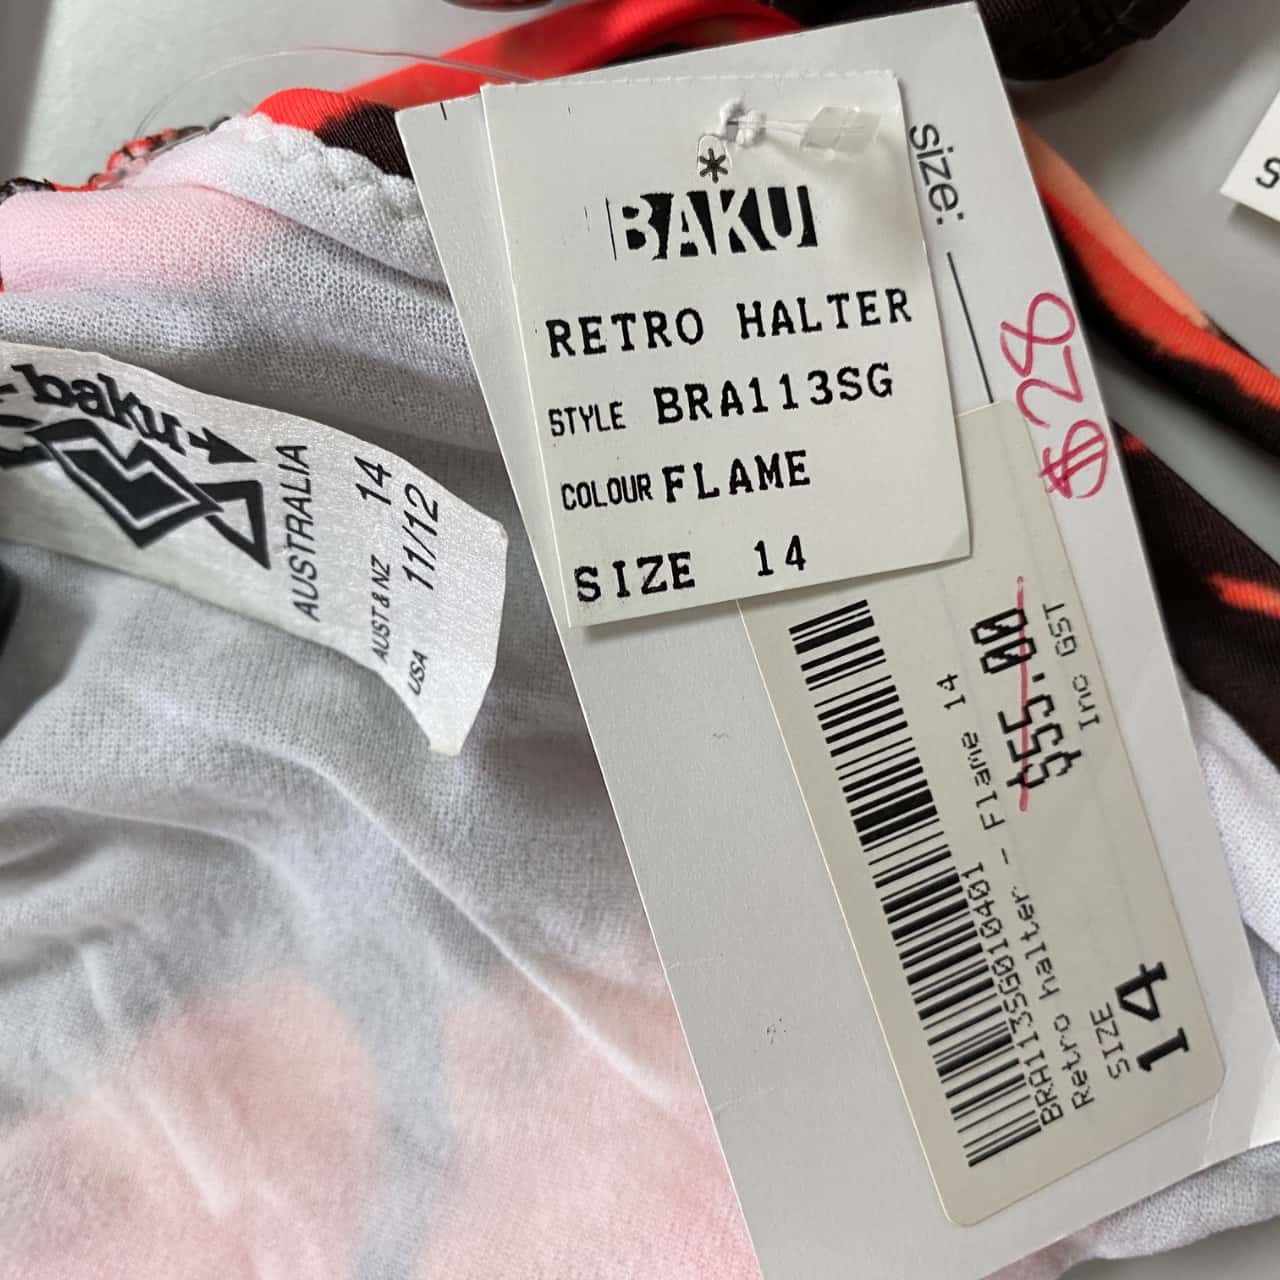 BAKU
RETRO HALTER
STYLE BRA113SG
COLOUR FLAME
SIZE 14
size:
$28
baku
AUSTRALIA
AUST & NZ 14
USA 11/12
BRA113SG010401
Retro halter - Flame 14
$55.00
Inc GST
SIZE
14
S